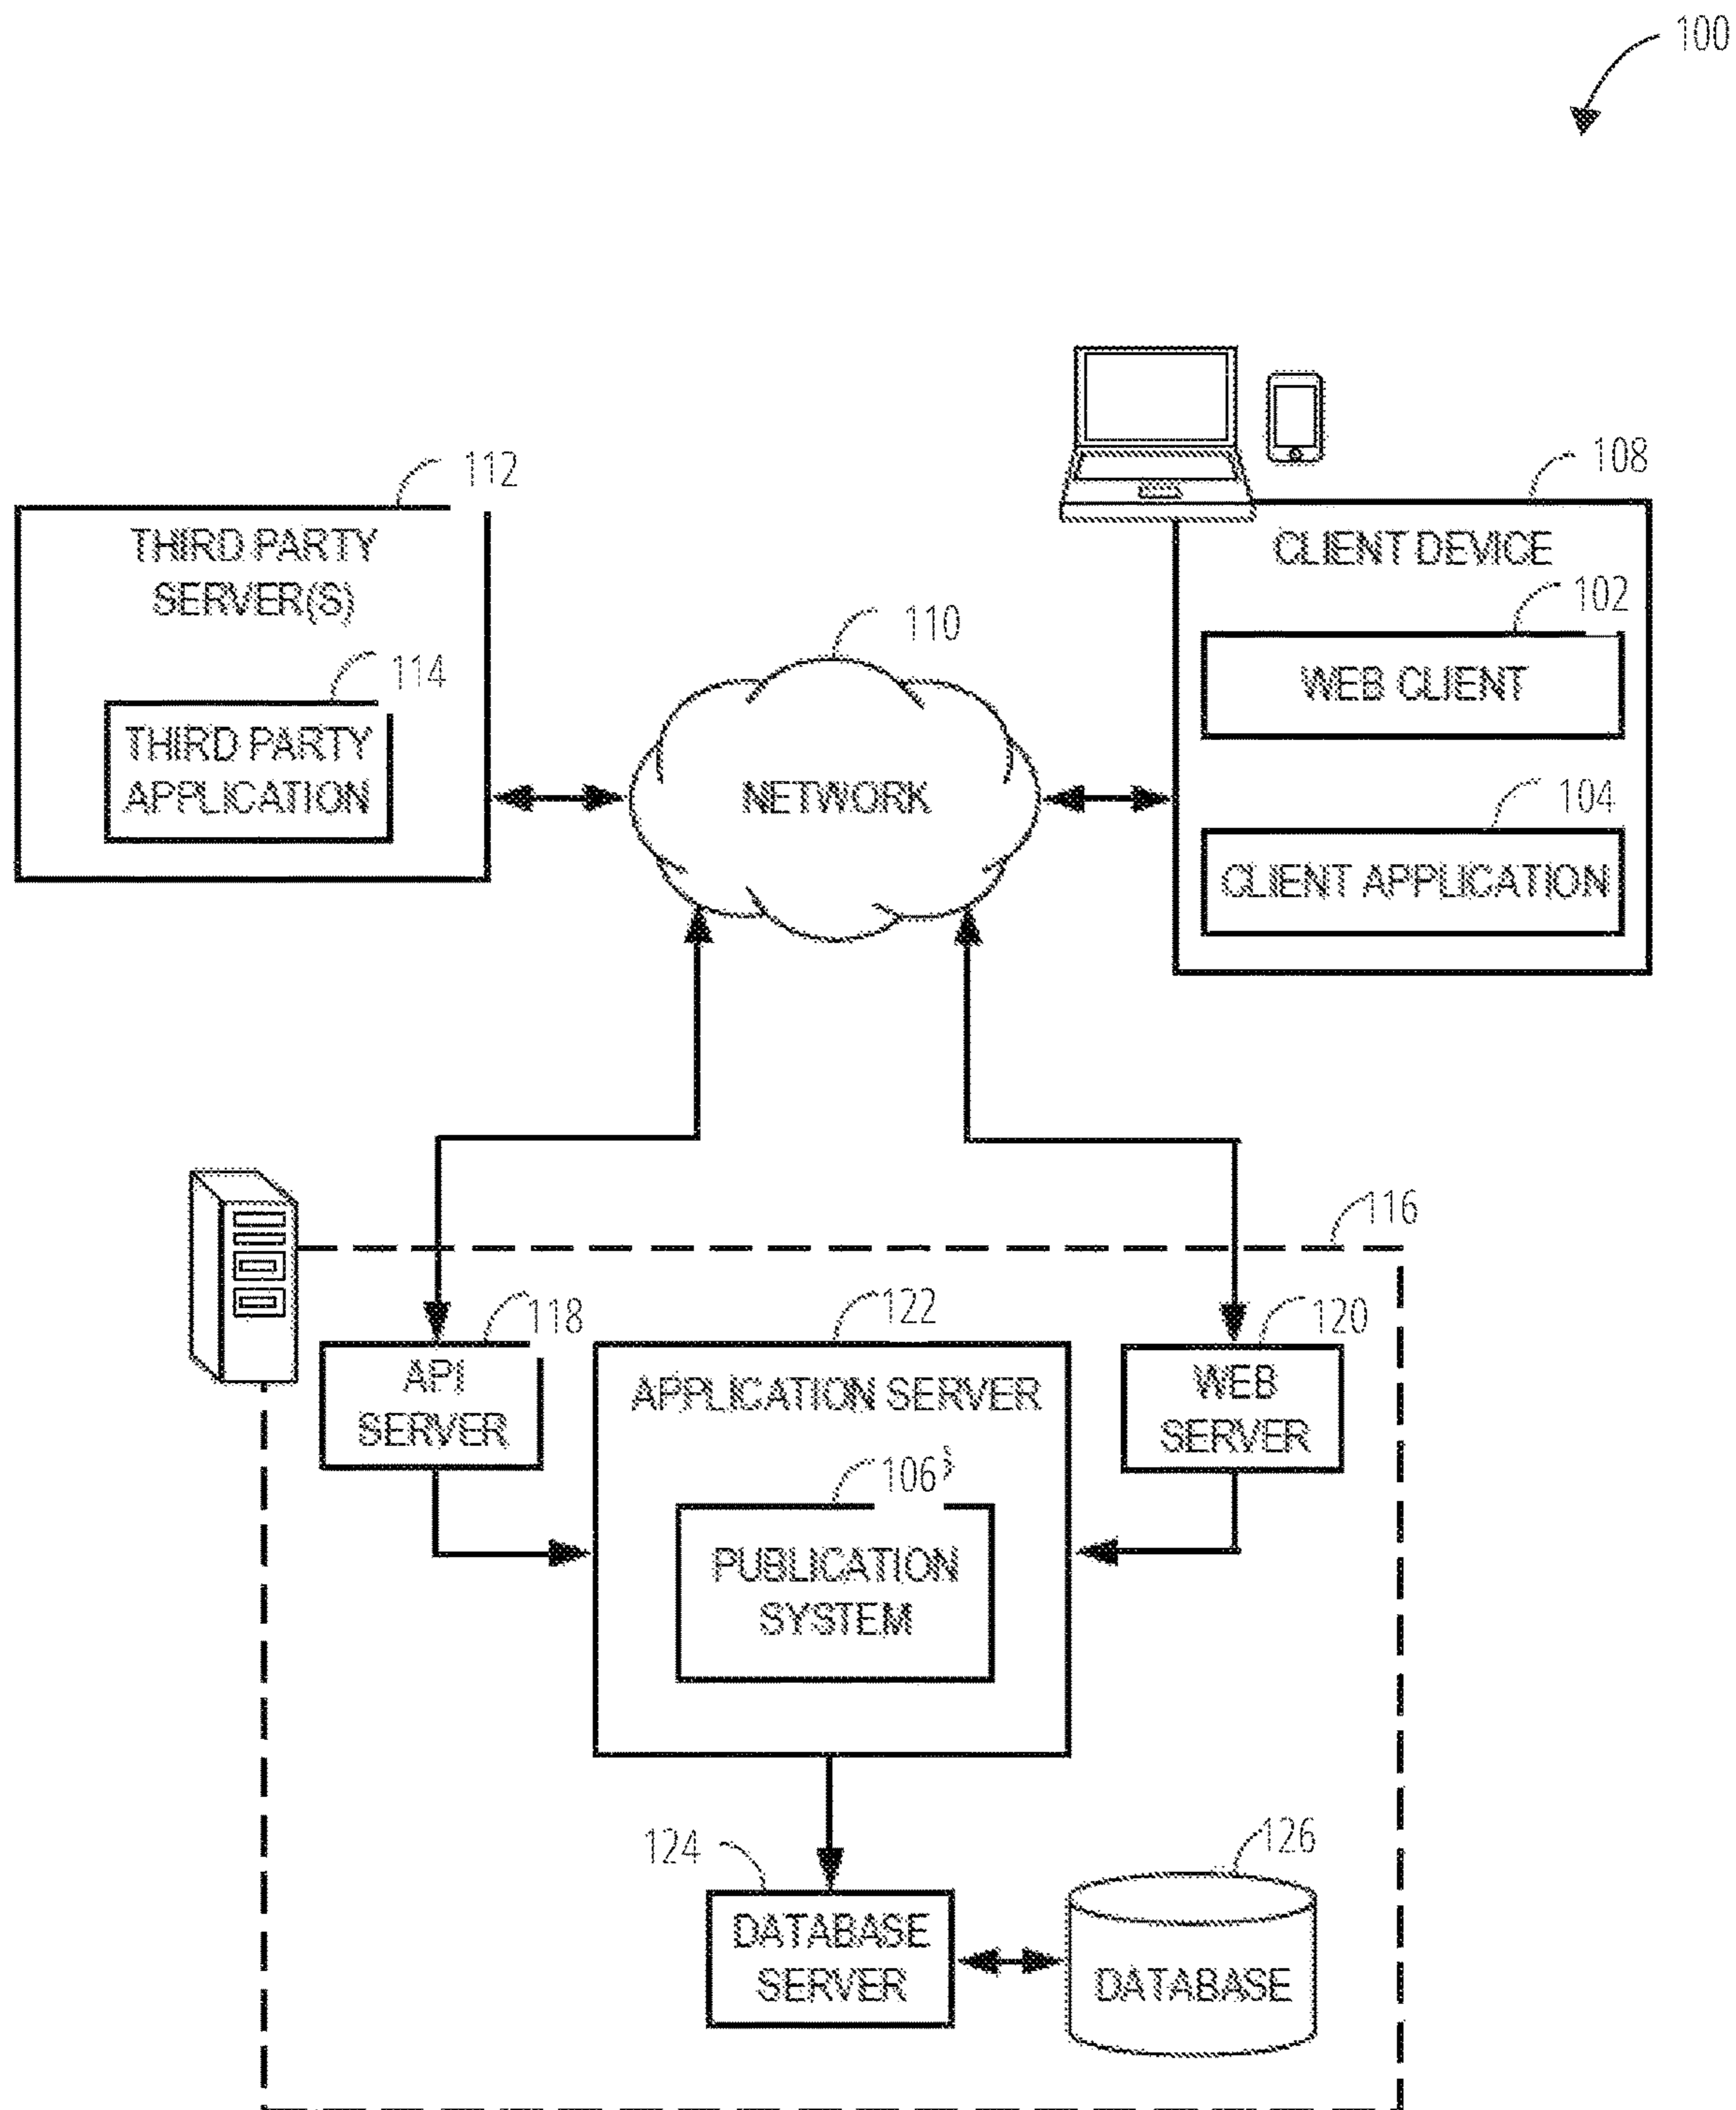 100
112
THIRD PARTY
SERVER(S)
114
THIRD PARTY
APPLICATION
110
NETWORK
108
CLIENT DEVICE
102
WEB CLIENT
104
CLIENT APPLICATION
116
118
API
SERVER
122
APPLICATION SERVER
106
PUBLICATION
SYSTEM
120
WEB
SERVER
124
DATABASE
SERVER
126
DATABASE